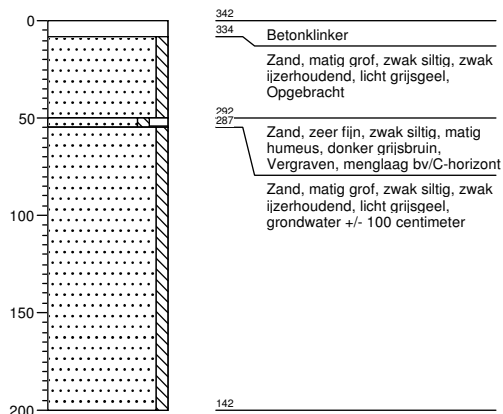 0
342
334
Betonklinker
Zand, matig grof, zwak siltig, zwak
ijzerhoudend, licht grijsgeel,
Opgebracht
50
292
287
Zand, zeer fijn, zwak siltig, matig
humeus, donker grijsbruin,
Vergraven, menglaag bv/C-horizont
Zand, matig grof, zwak siltig, zwak
ijzerhoudend, licht grijsgeel,
grondwater +/- 100 centimeter
100
150
200
142